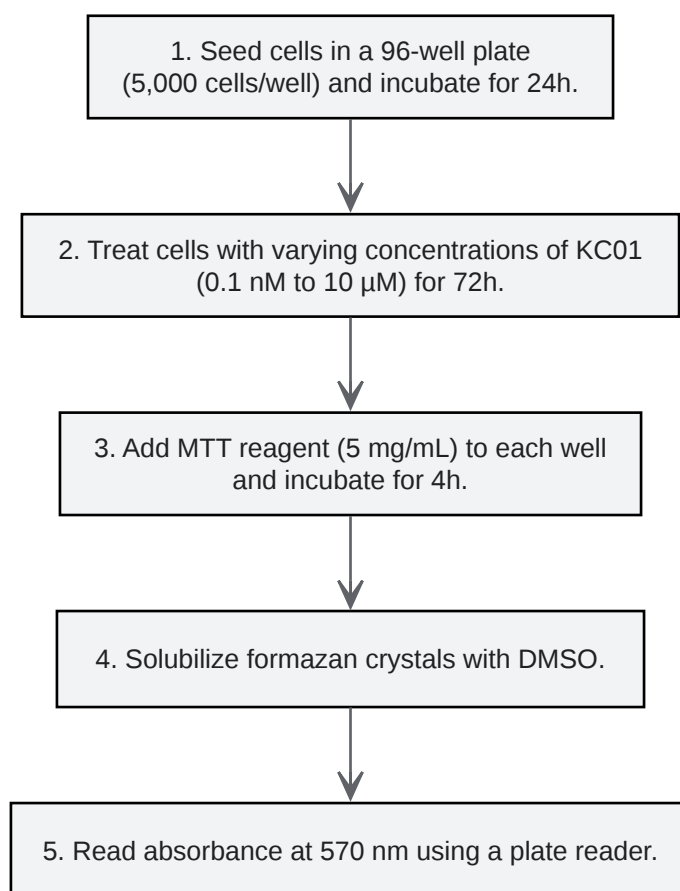 1. Seed cells in a 96-well plate
(5,000 cells/well) and incubate for 24h.
2. Treat cells with varying concentrations of KC01
(0.1 nM to 10 µM) for 72h.
3. Add MTT reagent (5 mg/mL) to each well
and incubate for 4h.
4. Solubilize formazan crystals with DMSO.
5. Read absorbance at 570 nm using a plate reader.